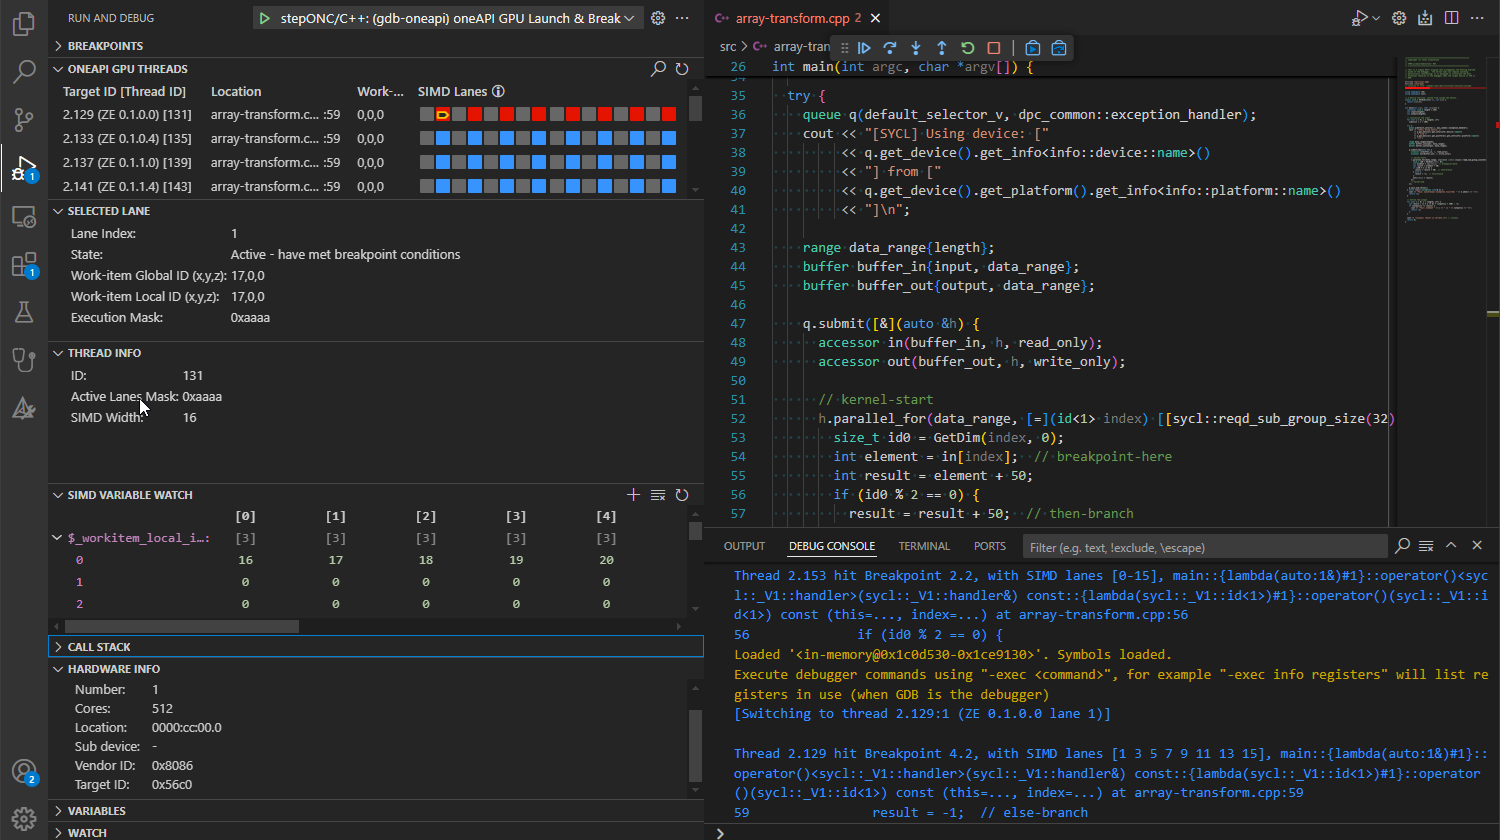 RUN AND DEBUG
stepONC/C++: (gdb-oneapi) oneAPI GPU Launch & Break
BREAKPOINTS
ONEAPI GPU THREADS
Target ID [Thread ID] Location Work-... SIMD Lanes
2.129 (ZE 0.1.0.0) [131] array-transform.c... :59 0,0,0
2.133 (ZE 0.1.0.4) [135] array-transform.c... :59 0,0,0
2.137 (ZE 0.1.1.0) [139] array-transform.c... :59 0,0,0
2.141 (ZE 0.1.1.4) [143] array-transform.c... :59 0,0,0
1
1
2
SELECTED LANE
Lane Index: 1
State: Active - have met breakpoint conditions
Work-item Global ID (x,y,z): 17,0,0
Work-item Local ID (x,y,z): 17,0,0
Execution Mask: 0xaaaa
THREAD INFO
ID: 131
Active Lanes Mask: 0xaaaa
SIMD Width: 16
SIMD VARIABLE WATCH
[0] [1] [2] [3] [4]
$_workitem_local_i…: [3] [3] [3] [3] [3]
0 16 17 18 19 20
1 0 0 0 0 0
2 0 0 0 0 0
CALL STACK
HARDWARE INFO
Number: 1
Cores: 512
Location: 0000:cc:00.0
Sub device: -
Vendor ID: 0x8086
Target ID: 0x56c0
VARIABLES
WATCH
array-transform.cpp 2
src > array-tran
26 int main(int argc, char *argv[]) {
35 try {
36 queue q(default_selector_v, dpc_common::exception_handler);
37 cout << "[SYCL] Using device: ["
38 << q.get_device().get_info<info::device::name>()
39 << "] from ["
40 << q.get_device().get_platform().get_info<info::platform::name>()
41 << "]\n";
42
43 range data_range{length};
44 buffer buffer_in{input, data_range};
45 buffer buffer_out{output, data_range};
46
47 q.submit([&](auto &h) {
48 accessor in(buffer_in, h, read_only);
49 accessor out(buffer_out, h, write_only);
50
51 // kernel-start
52 h.parallel_for(data_range, [=](id<1> index) [[sycl::reqd_sub_group_size(32)
53 size_t id0 = GetDim(index, 0);
54 int element = in[index]; // breakpoint-here
55 int result = element + 50;
56 if (id0 % 2 == 0) {
57 result = result + 50; // then-branch
OUTPUT DEBUG CONSOLE TERMINAL PORTS Filter (e.g. text, !exclude, \escape)
Thread 2.153 hit Breakpoint 2.2, with SIMD lanes [0-15], main::{lambda(auto:1&)#1}::operator()<syc
l::_V1::handler>(sycl::_V1::handler&) const::{lambda(sycl::_V1::id<1>)#1}::operator()(sycl::_V1::i
d<1>) const (this=..., index=...) at array-transform.cpp:56
56 if (id0 % 2 == 0) {
Loaded '<in-memory@0x1c0d530-0x1ce9130>'. Symbols loaded.
Execute debugger commands using "-exec <command>", for example "-exec info registers" will list re
gisters in use (when GDB is the debugger)
[Switching to thread 2.129:1 (ZE 0.1.0.0 lane 1)]
Thread 2.129 hit Breakpoint 4.2, with SIMD lanes [1 3 5 7 9 11 13 15], main::{lambda(auto:1&)#1}::
operator()<sycl::_V1::handler>(sycl::_V1::handler&) const::{lambda(sycl::_V1::id<1>)#1}::operator
()(sycl::_V1::id<1>) const (this=..., index=...) at array-transform.cpp:59
59 result = -1; // else-branch